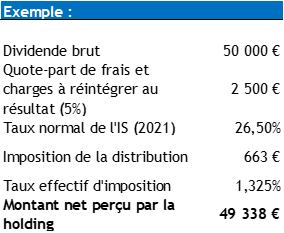 Exemple :
Dividende brut 50 000 €
Quote-part de frais et
charges à réintégrer au 2 500 €
résultat (5%)
Taux normal de l'IS (2021) 26,50%
Imposition de la distribution 663 €
Taux effectif d'imposition 1,325%
Montant net perçu par la 49 338 €
holding